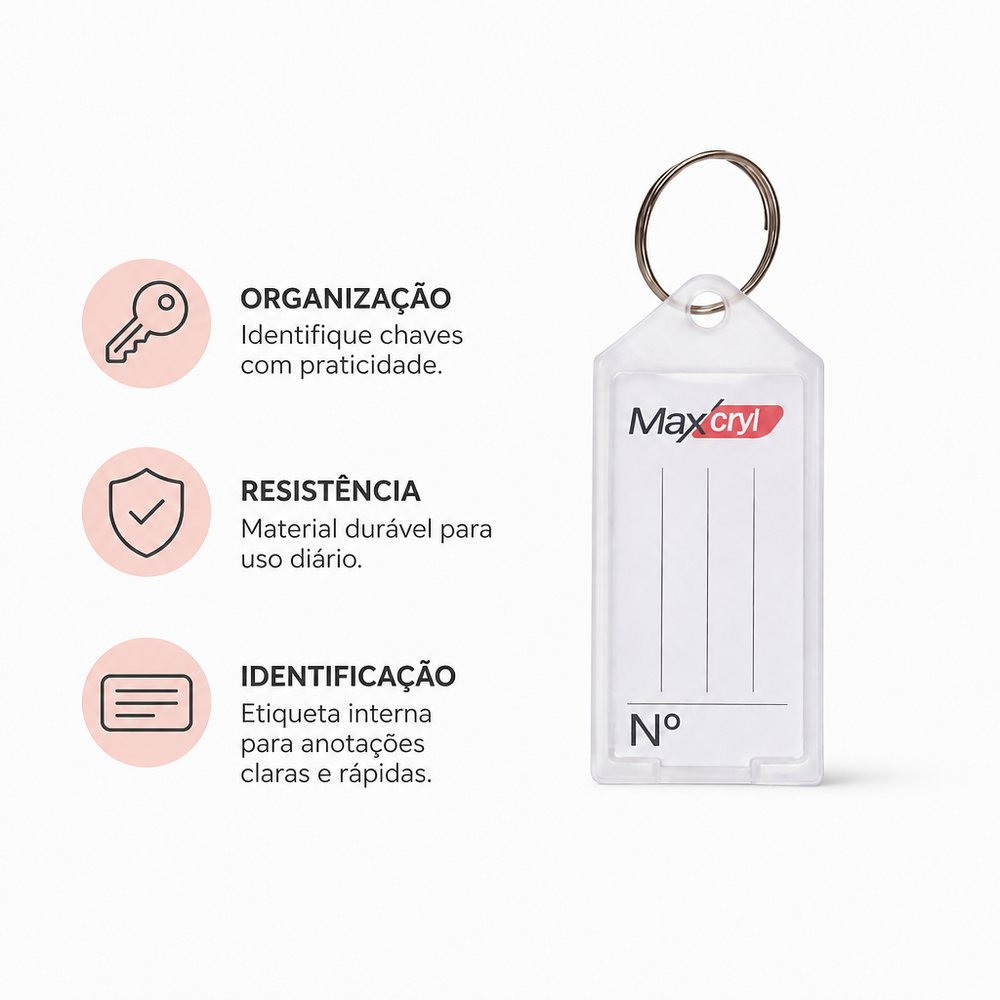 ORGANIZAÇÃO
Identifique chaves
com praticidade.
RESISTÊNCIA
Material durável para
uso diário.
IDENTIFICAÇÃO
Etiqueta interna
para anotações
claras e rápidas.
Maxcryl
Nº